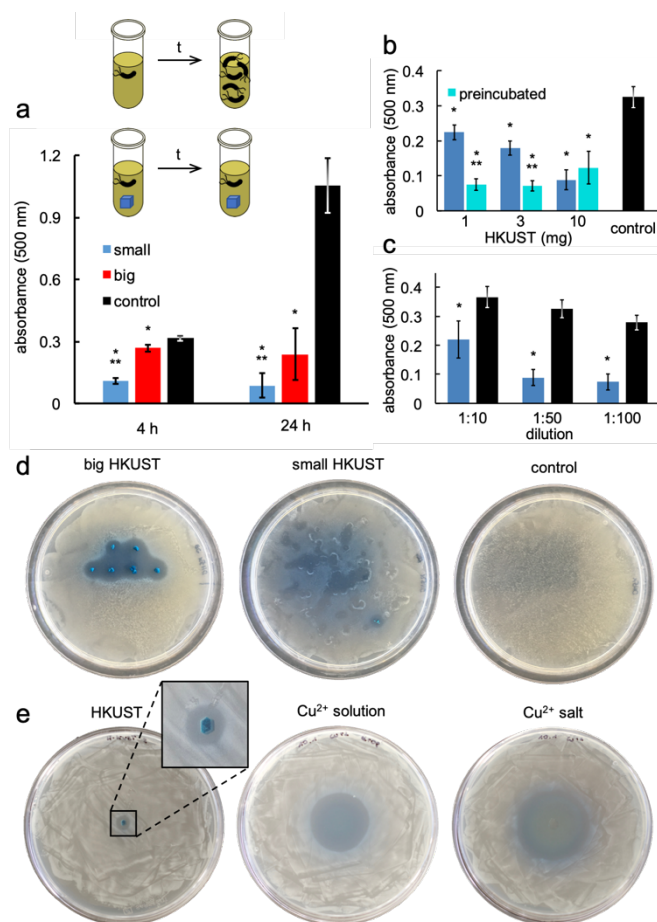 t
a
t
absorbamce (500 nm)
1.2
0.9
0.6
0.3
0
small
big
control
*
**
*
*
**
*
4 h
24 h
b
absorbance (500 nm)
0.4
0.3
0.2
0.1
0
preincubated
*
*
**
*
*
**
*
*
1
3
10
control
HKUST (mg)
c
absorbance (500 nm)
0.4
0.3
0.2
0.1
0
*
*
*
1:10
1:50
1:100
dilution
d
big HKUST
small HKUST
control
e
HKUST
Cu²⁺ solution
Cu²⁺ salt